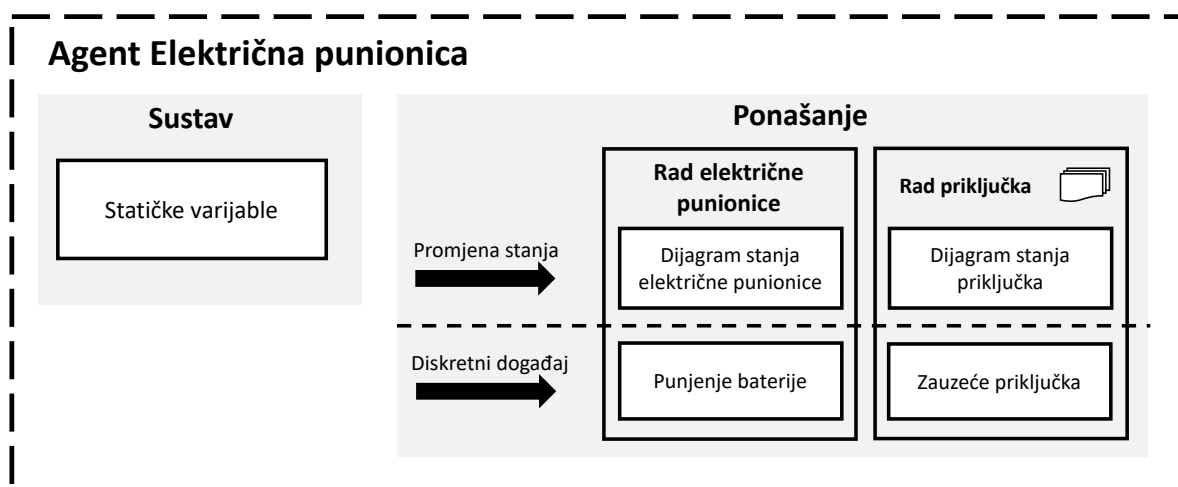 Agent Električna punionica
Sustav
Statičke varijable
Ponašanje
Rad električne
punionice
Rad priključka
Promjena stanja
Dijagram stanja
električne punionice
Dijagram stanja
priključka
Diskretni događaj
Punjenje baterije
Zauzeće priključka